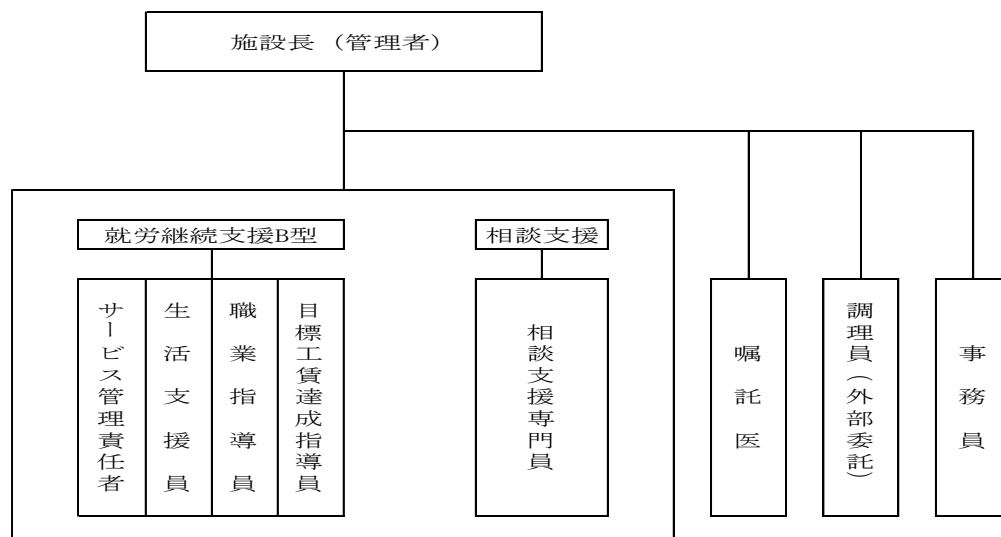 施設長（管理者）
就労継続支援B型
相談支援
サービス管理責任者
生活支援員
職業指導員
目標工賃達成指導員
相談支援専門員
嘱託医
調理員（外部委託）
事務員